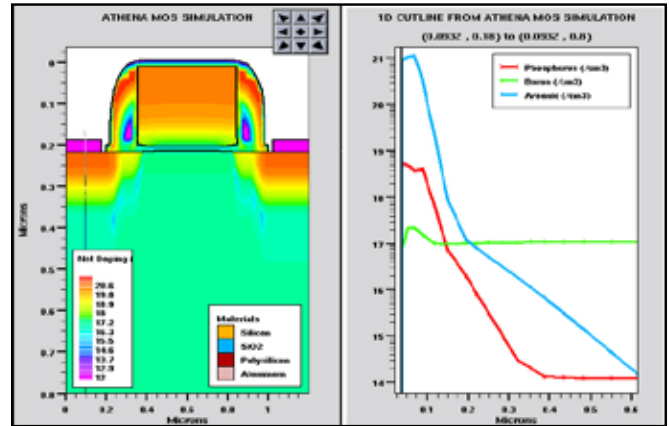 ATHENA MOS SIMULATION
0
0.1
0.2
0.3
0.4
0.5
0.6
0.7
0.8
Microns
Net Doping (
20.6
19.8
18.9
18
17.2
16.3
15.5
14.6
13.7
12
Materials
Silicon
SiO2
Polysilicon
Aluminum
0 0.2 0.4 0.6 0.8 1
Microns
1D CUTLINE FROM ATHENA MOS SIMULATION
(0.0932 , 0.18) to (0.0932 , 0.8)
Phosphorus (/cm3)
Boron (/cm3)
Arsenic (/cm3)
21
20
19
18
17
16
15
14
0.1 0.2 0.3 0.4 0.5 0.6
Microns